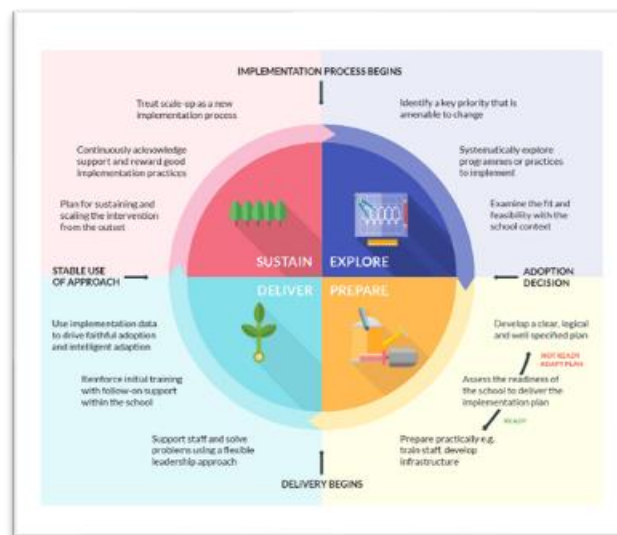 IMPLEMENTATION PROCESS BEGINS
Treat scale-up as a new
implementation process
Identify a key priority that is
amenable to change
Continuously acknowledge
support and reward good
implementation practices
Systematically explore
programmes or practices
to implement
Plan for sustaining and
scaling the intervention
from the outset
Examine the fit and
feasibility with the
school context
SUSTAIN
EXPLORE
STABLE USE
OF APPROACH
ADOPTION
DECISION
DELIVER
PREPARE
Use implementation data
to drive faithful adoption
and intelligent adaption
Develop a clear, logical
and well specified plan
NOT READY
ADAPT PLAN
Reinforce initial training
with follow-on support
within the school
Assess the readiness of
the school to deliver the
implementation plan
READY
Support staff and solve
problems using a flexible
leadership approach
Prepare practically e.g.
train staff, develop
infrastructure
DELIVERY BEGINS